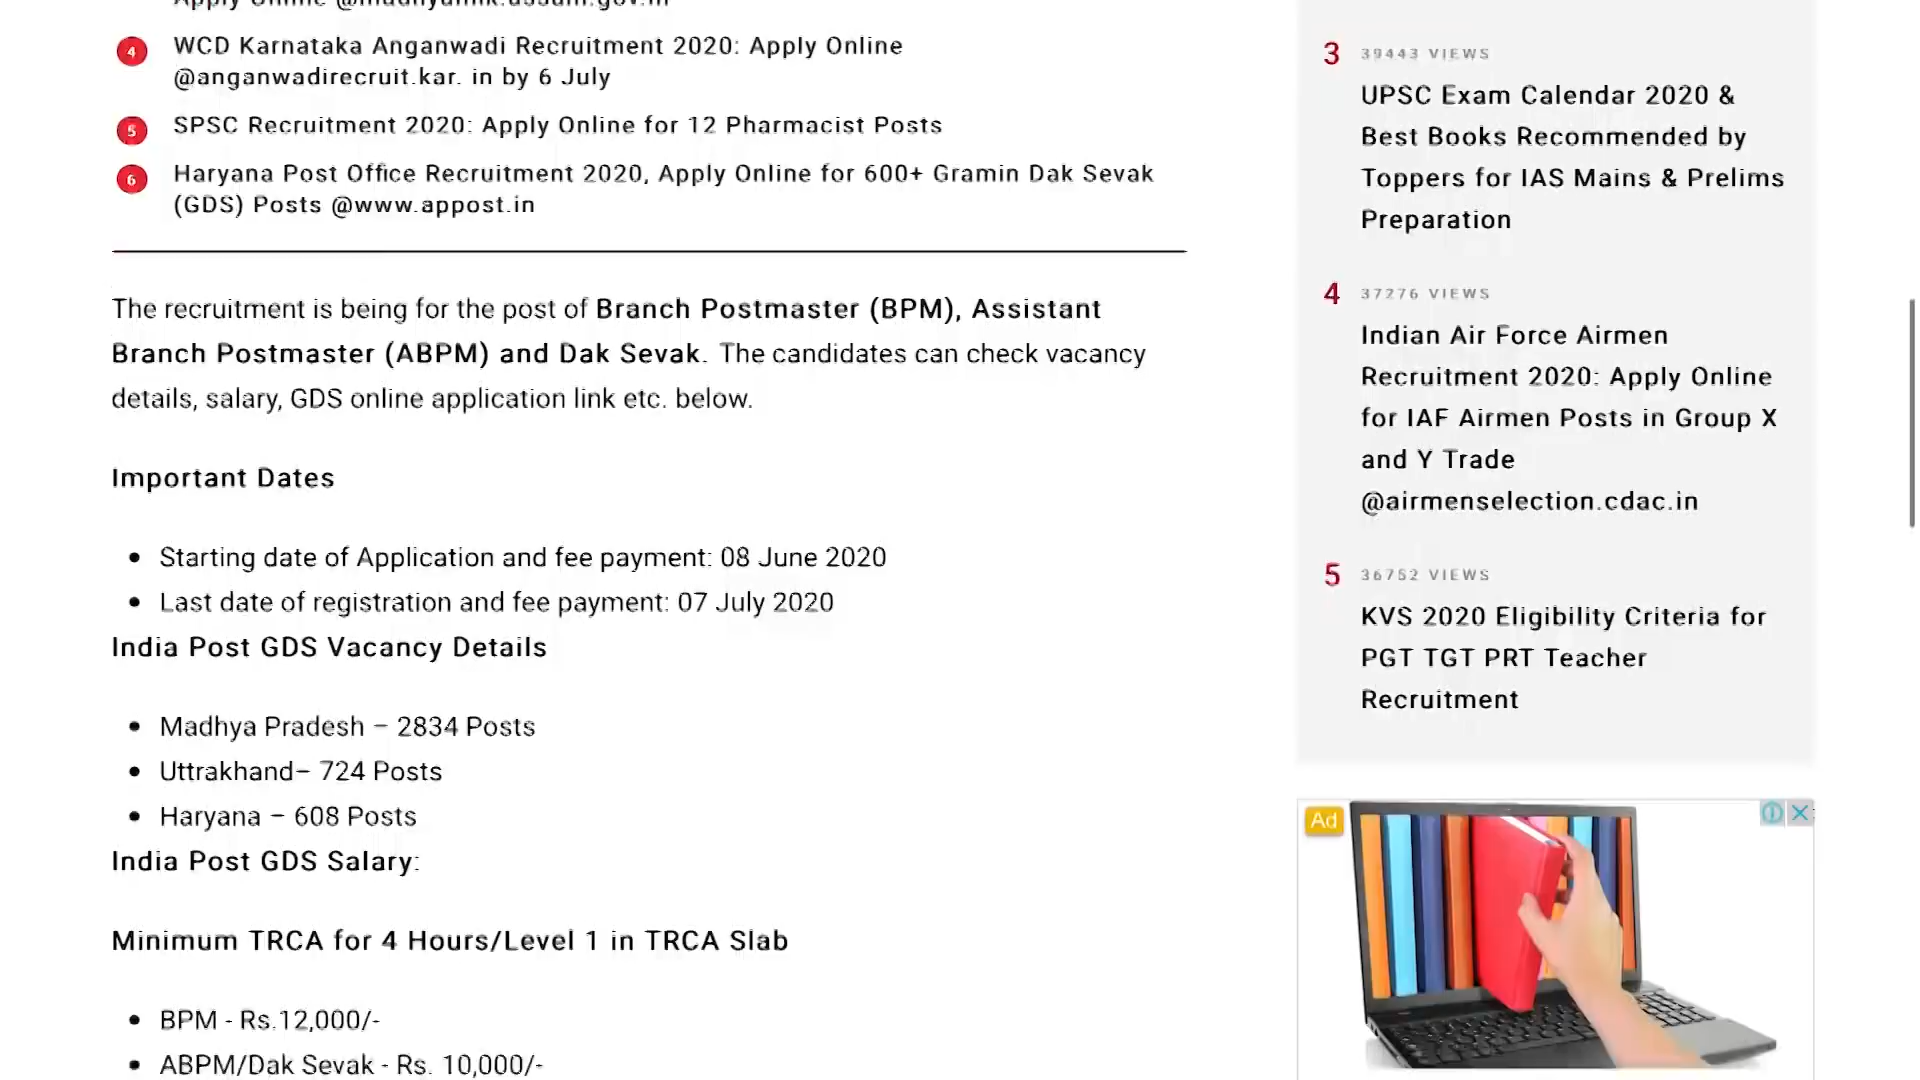 4
WCD Karnataka Anganwadi Recruitment 2020: Apply Online
@anganwadirecruit.kar. in by 6 July
5
SPSC Recruitment 2020: Apply Online for 12 Pharmacist Posts
6
Haryana Post Office Recruitment 2020, Apply Online for 600+ Gramin Dak Sevak
(GDS) Posts @www.appost.in
The recruitment is being for the post of Branch Postmaster (BPM), Assistant
Branch Postmaster (ABPM) and Dak Sevak. The candidates can check vacancy
details, salary, GDS online application link etc. below.
Important Dates
Starting date of Application and fee payment: 08 June 2020
Last date of registration and fee payment: 07 July 2020
India Post GDS Vacancy Details
Madhya Pradesh – 2834 Posts
Uttrakhand– 724 Posts
Haryana – 608 Posts
India Post GDS Salary:
Minimum TRCA for 4 Hours/Level 1 in TRCA Slab
BPM - Rs.12,000/-
ABPM/Dak Sevak - Rs. 10,000/-
3
39443 VIEWS
UPSC Exam Calendar 2020 &
Best Books Recommended by
Toppers for IAS Mains & Prelims
Preparation
4
37276 VIEWS
Indian Air Force Airmen
Recruitment 2020: Apply Online
for IAF Airmen Posts in Group X
and Y Trade
@airmenselection.cdac.in
5
36752 VIEWS
KVS 2020 Eligibility Criteria for
PGT TGT PRT Teacher
Recruitment
Ad